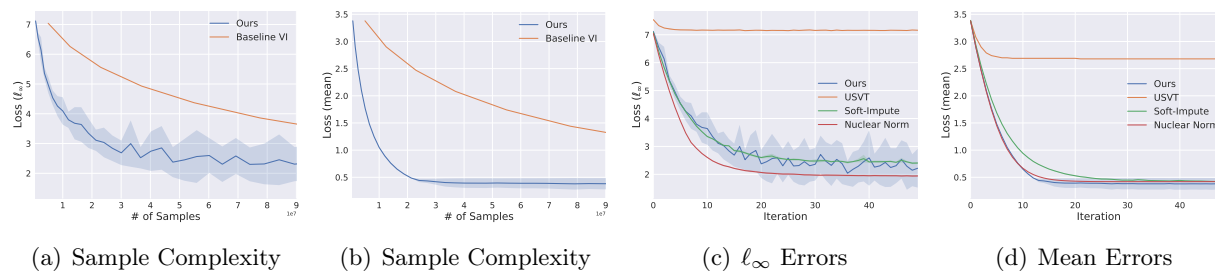 7
6
5
4
3
2
Loss (ℓ∞)
1 2 3 4 5 6 7 8 9
# of Samples
1e7
Ours
Baseline VI
(a) Sample Complexity
3.5
3.0
2.5
2.0
1.5
1.0
0.5
Loss (mean)
1 2 3 4 5 6 7 8 9
# of Samples
1e7
Ours
Baseline VI
(b) Sample Complexity
7
6
5
4
3
2
Loss (ℓ∞)
0 10 20 30 40
Iteration
Ours
USVT
Soft-Impute
Nuclear Norm
(c) ℓ∞ Errors
3.5
3.0
2.5
2.0
1.5
1.0
0.5
Loss (mean)
0 10 20 30 40
Iteration
Ours
USVT
Soft-Impute
Nuclear Norm
(d) Mean Errors